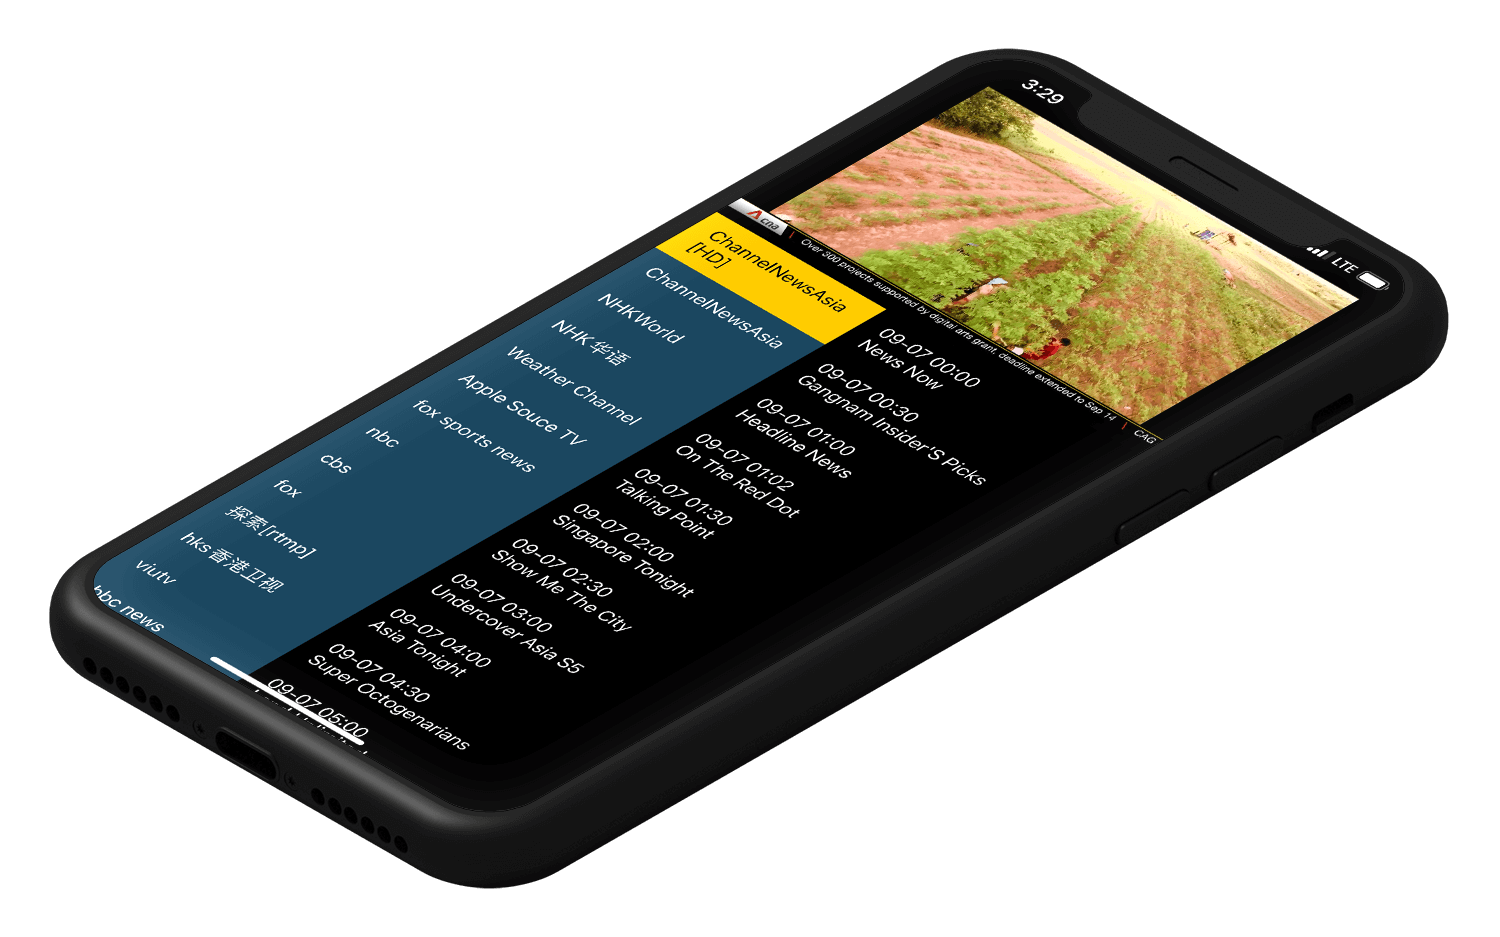 3:29
LTE
cna
Over 300 projects supported by digital arts grant, deadline extended to Sep 14
CAG
ChannelNewsAsia
[HD]
ChannelNewsAsia
NHKWorld
NHK华语
Weather Channel
Apple Souce TV
fox sports news
nbc
cbs
fox
探索[rtmp]
hks香港卫视
viutv
bbc news
09-07 00:00
News Now
09-07 00:30
Gangnam Insider'S Picks
09-07 01:00
Headline News
09-07 01:02
On The Red Dot
09-07 01:30
Talking Point
09-07 02:00
Singapore Tonight
09-07 02:30
Show Me The City
09-07 03:00
Undercover Asia S5
09-07 04:00
Asia Tonight
09-07 04:30
Super Octogenarians
09-07 05:00